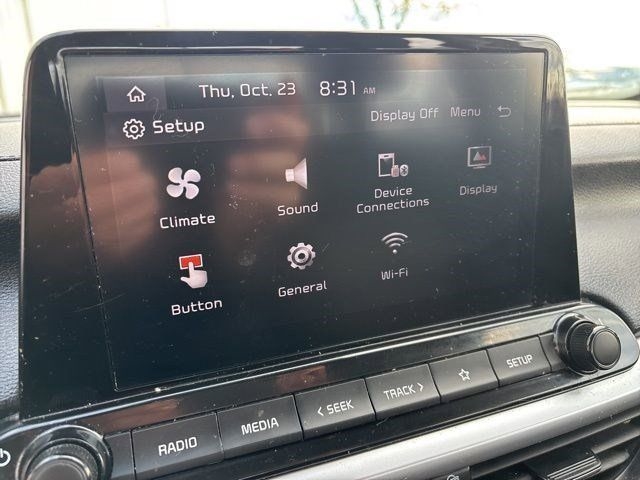 Thu, Oct, 23 8:31 AM
Setup Display Off Menu
Climate Sound Device Connections Display
Button General Wi-Fi
RADIO MEDIA < SEEK TRACK > SETUP